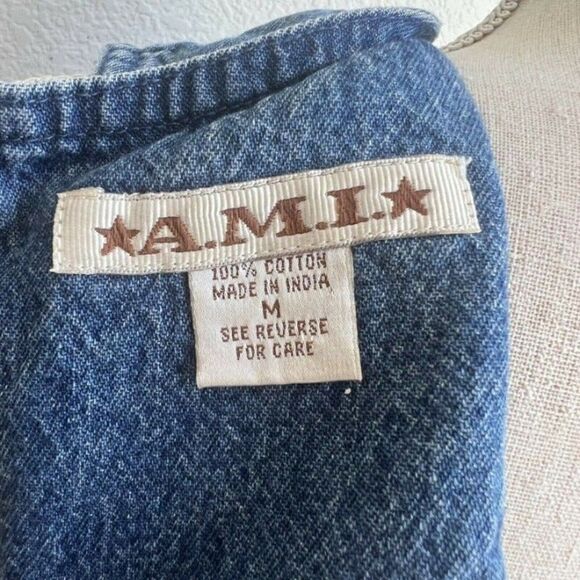 ★A.M.I.★
100% COTTON
MADE IN INDIA
M
SEE REVERSE
FOR CARE